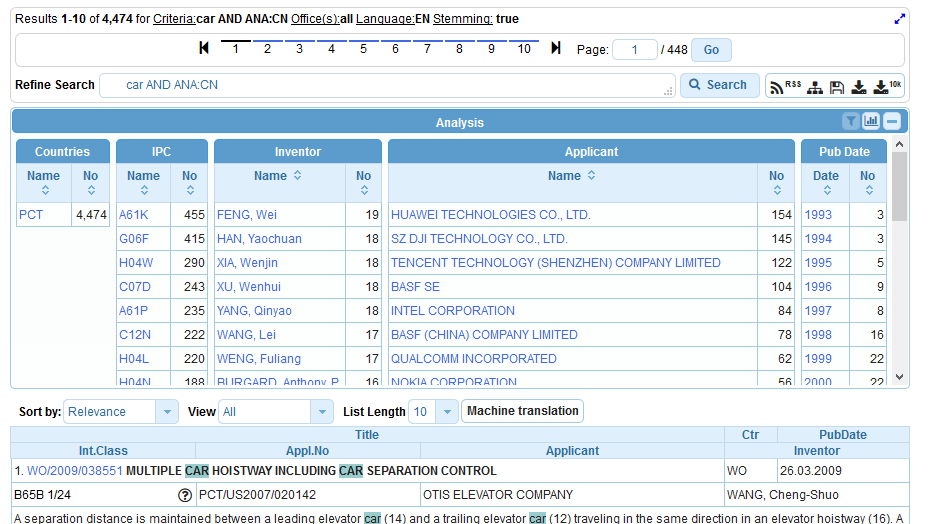 Results 1-10 of 4,474 for Criteria:car AND ANA:CN Office(s):all Language:EN Stemming: true
1 2 3 4 5 6 7 8 9 10 Page: 1 / 448 Go
Refine Search car AND ANA:CN Search RSS 10k
Analysis
Countries IPC Inventor Applicant Pub Date
Name No Name No Name No Name No Date No
PCT 4,474 A61K 455 FENG, Wei 19 HUAWEI TECHNOLOGIES CO., LTD. 154 1993 3
G06F 415 HAN, Yaochuan 18 SZ DJI TECHNOLOGY CO., LTD. 145 1994 3
H04W 290 XIA, Wenjin 18 TENCENT TECHNOLOGY (SHENZHEN) COMPANY LIMITED 122 1995 5
C07D 243 XU, Wenhui 18 BASF SE 104 1996 9
A61P 235 YANG, Qinyao 18 INTEL CORPORATION 84 1997 8
C12N 222 WANG, Lei 17 BASF (CHINA) COMPANY LIMITED 78 1998 16
H04L 220 WENG, Fuliang 17 QUALCOMM INCORPORATED 62 1999 22
H04N 188 BURGARD, Anthony, P. 16 NOKIA CORPORATION 56 2000 22
Sort by: Relevance View All List Length 10 Machine translation
Title Ctr PubDate
Int.Class Appl.No Applicant Inventor
1. WO/2009/038551 MULTIPLE CAR HOISTWAY INCLUDING CAR SEPARATION CONTROL WO 26.03.2009
B65B 1/24 ? PCT/US2007/020142 OTIS ELEVATOR COMPANY WANG, Cheng-Shuo
A separation distance is maintained between a leading elevator car (14) and a trailing elevator car (12) traveling in the same direction in an elevator hoistway (16). A